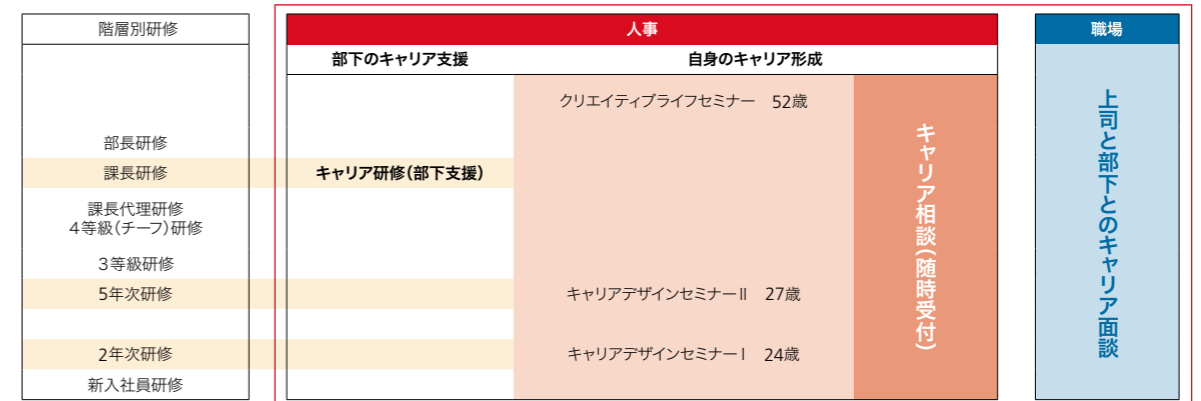 階層別研修
人事
職場
部下のキャリア支援
自身のキャリア形成
クリエイティブライフセミナー 52歳
部長研修
課長研修
キャリア研修(部下支援)
課長代理研修
4等級(チーフ)研修
3等級研修
5年次研修
キャリアデザインセミナーⅡ 27歳
2年次研修
キャリアデザインセミナーⅠ 24歳
新入社員研修
キャリア相談(随時受付)
上司と部下とのキャリア面談